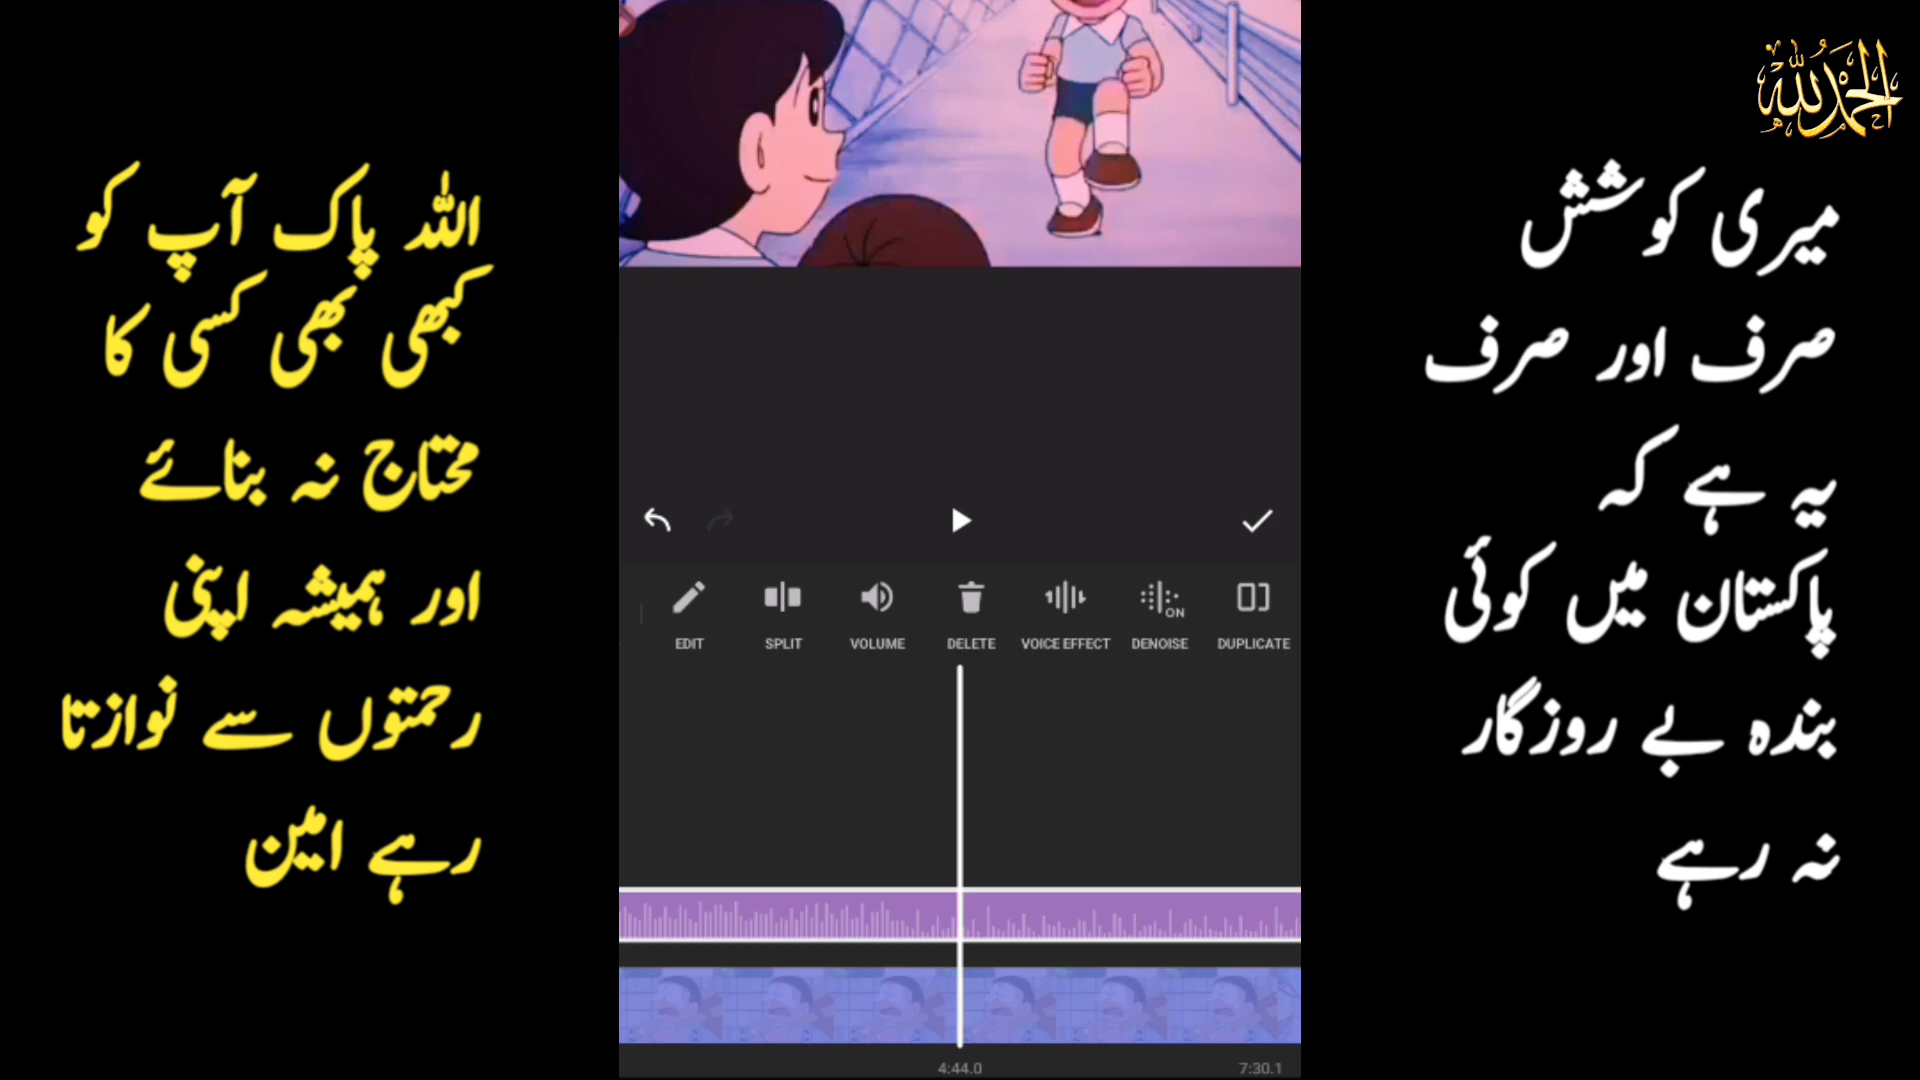 الحمدللہ
میری کوشش
صرف اور صرف
یہ ہے کہ
پاکستان میں کوئی
بندہ بے روزگار
نہ رہے
اللہ پاک آپ کو
کبھی بھی کسی کا
محتاج نہ بنائے
اور ہمیشہ اپنی
رحمتوں سے نوازتا
رہے امین
EDIT SPLIT VOLUME DELETE VOICE EFFECT DENOISE DUPLICATE
ON
4:44.0 7:30.1